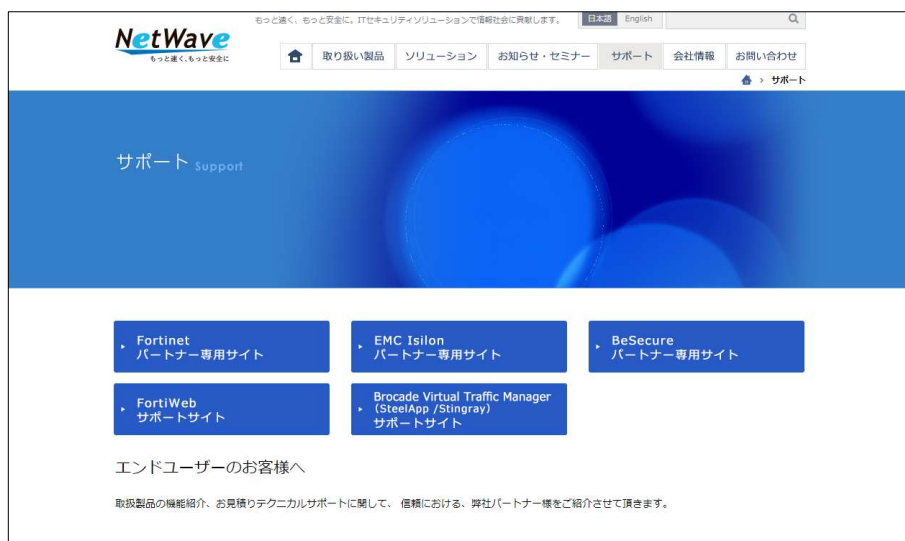 もっと速く、もっと安全に。ITセキュリティソリューションで情報社会に貢献します。
日本語 English
NetWave
もっと速く、もっと安全に
取り扱い製品 ソリューション お知らせ・セミナー サポート 会社情報 お問い合わせ
› サポート
サポート Support
Fortinet
パートナー専用サイト
EMC Isilon
パートナー専用サイト
BeSecure
パートナー専用サイト
FortiWeb
サポートサイト
Brocade Virtual Traffic Manager
(SteelApp /Stingray)
サポートサイト
エンドユーザーのお客様へ
取扱製品の機能紹介、お見積りテクニカルサポートに関して、 信頼における、弊社パートナー様をご紹介させて頂きます。